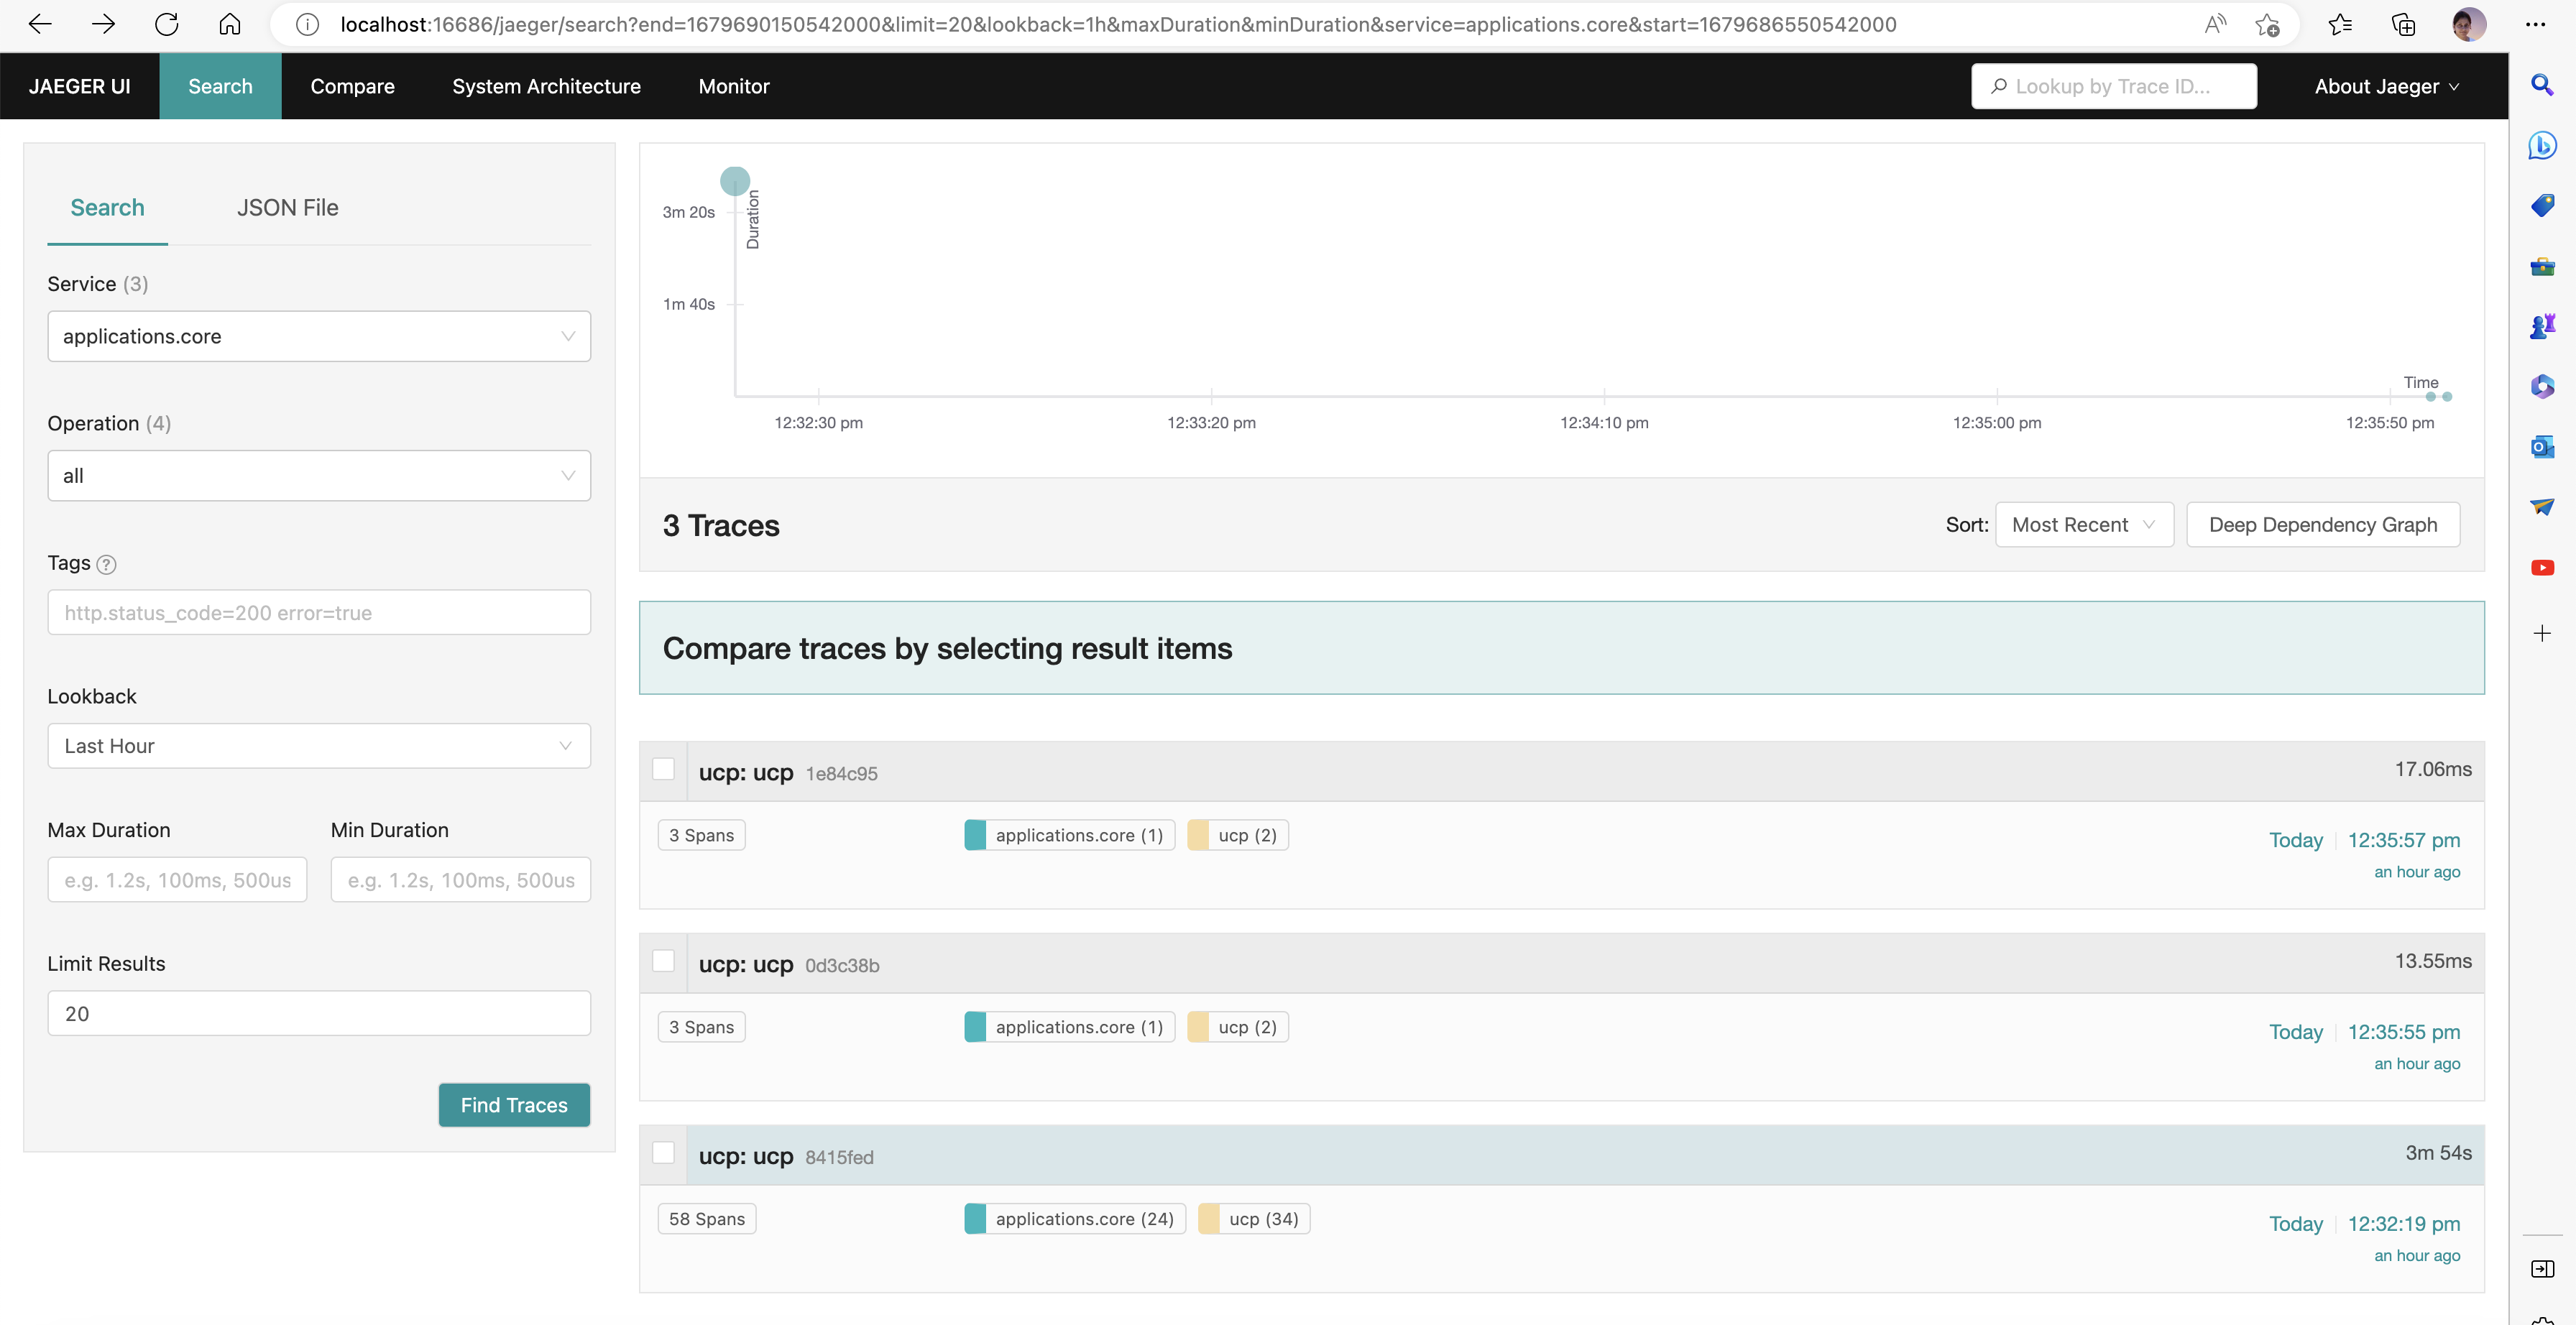 localhost:16686/jaeger/search?end=1679690150542000&limit=20&lookback=1h&maxDuration&minDuration&service=applications.core&start=1679686550542000
JAEGER UI Search Compare System Architecture Monitor Lookup by Trace ID... About Jaeger
Search JSON File
Service (3)
applications.core
Operation (4)
all
Tags ?
http.status_code=200 error=true
Lookback
Last Hour
Max Duration Min Duration
e.g. 1.2s, 100ms, 500us e.g. 1.2s, 100ms, 500us
Limit Results
20
Find Traces
Duration
3m 20s
1m 40s
Time
12:32:30 pm 12:33:20 pm 12:34:10 pm 12:35:00 pm 12:35:50 pm
3 Traces Sort: Most Recent Deep Dependency Graph
Compare traces by selecting result items
ucp: ucp 1e84c95 17.06ms
3 Spans applications.core (1) ucp (2) Today 12:35:57 pm
an hour ago
ucp: ucp 0d3c38b 13.55ms
3 Spans applications.core (1) ucp (2) Today 12:35:55 pm
an hour ago
ucp: ucp 8415fed 3m 54s
58 Spans applications.core (24) ucp (34) Today 12:32:19 pm
an hour ago